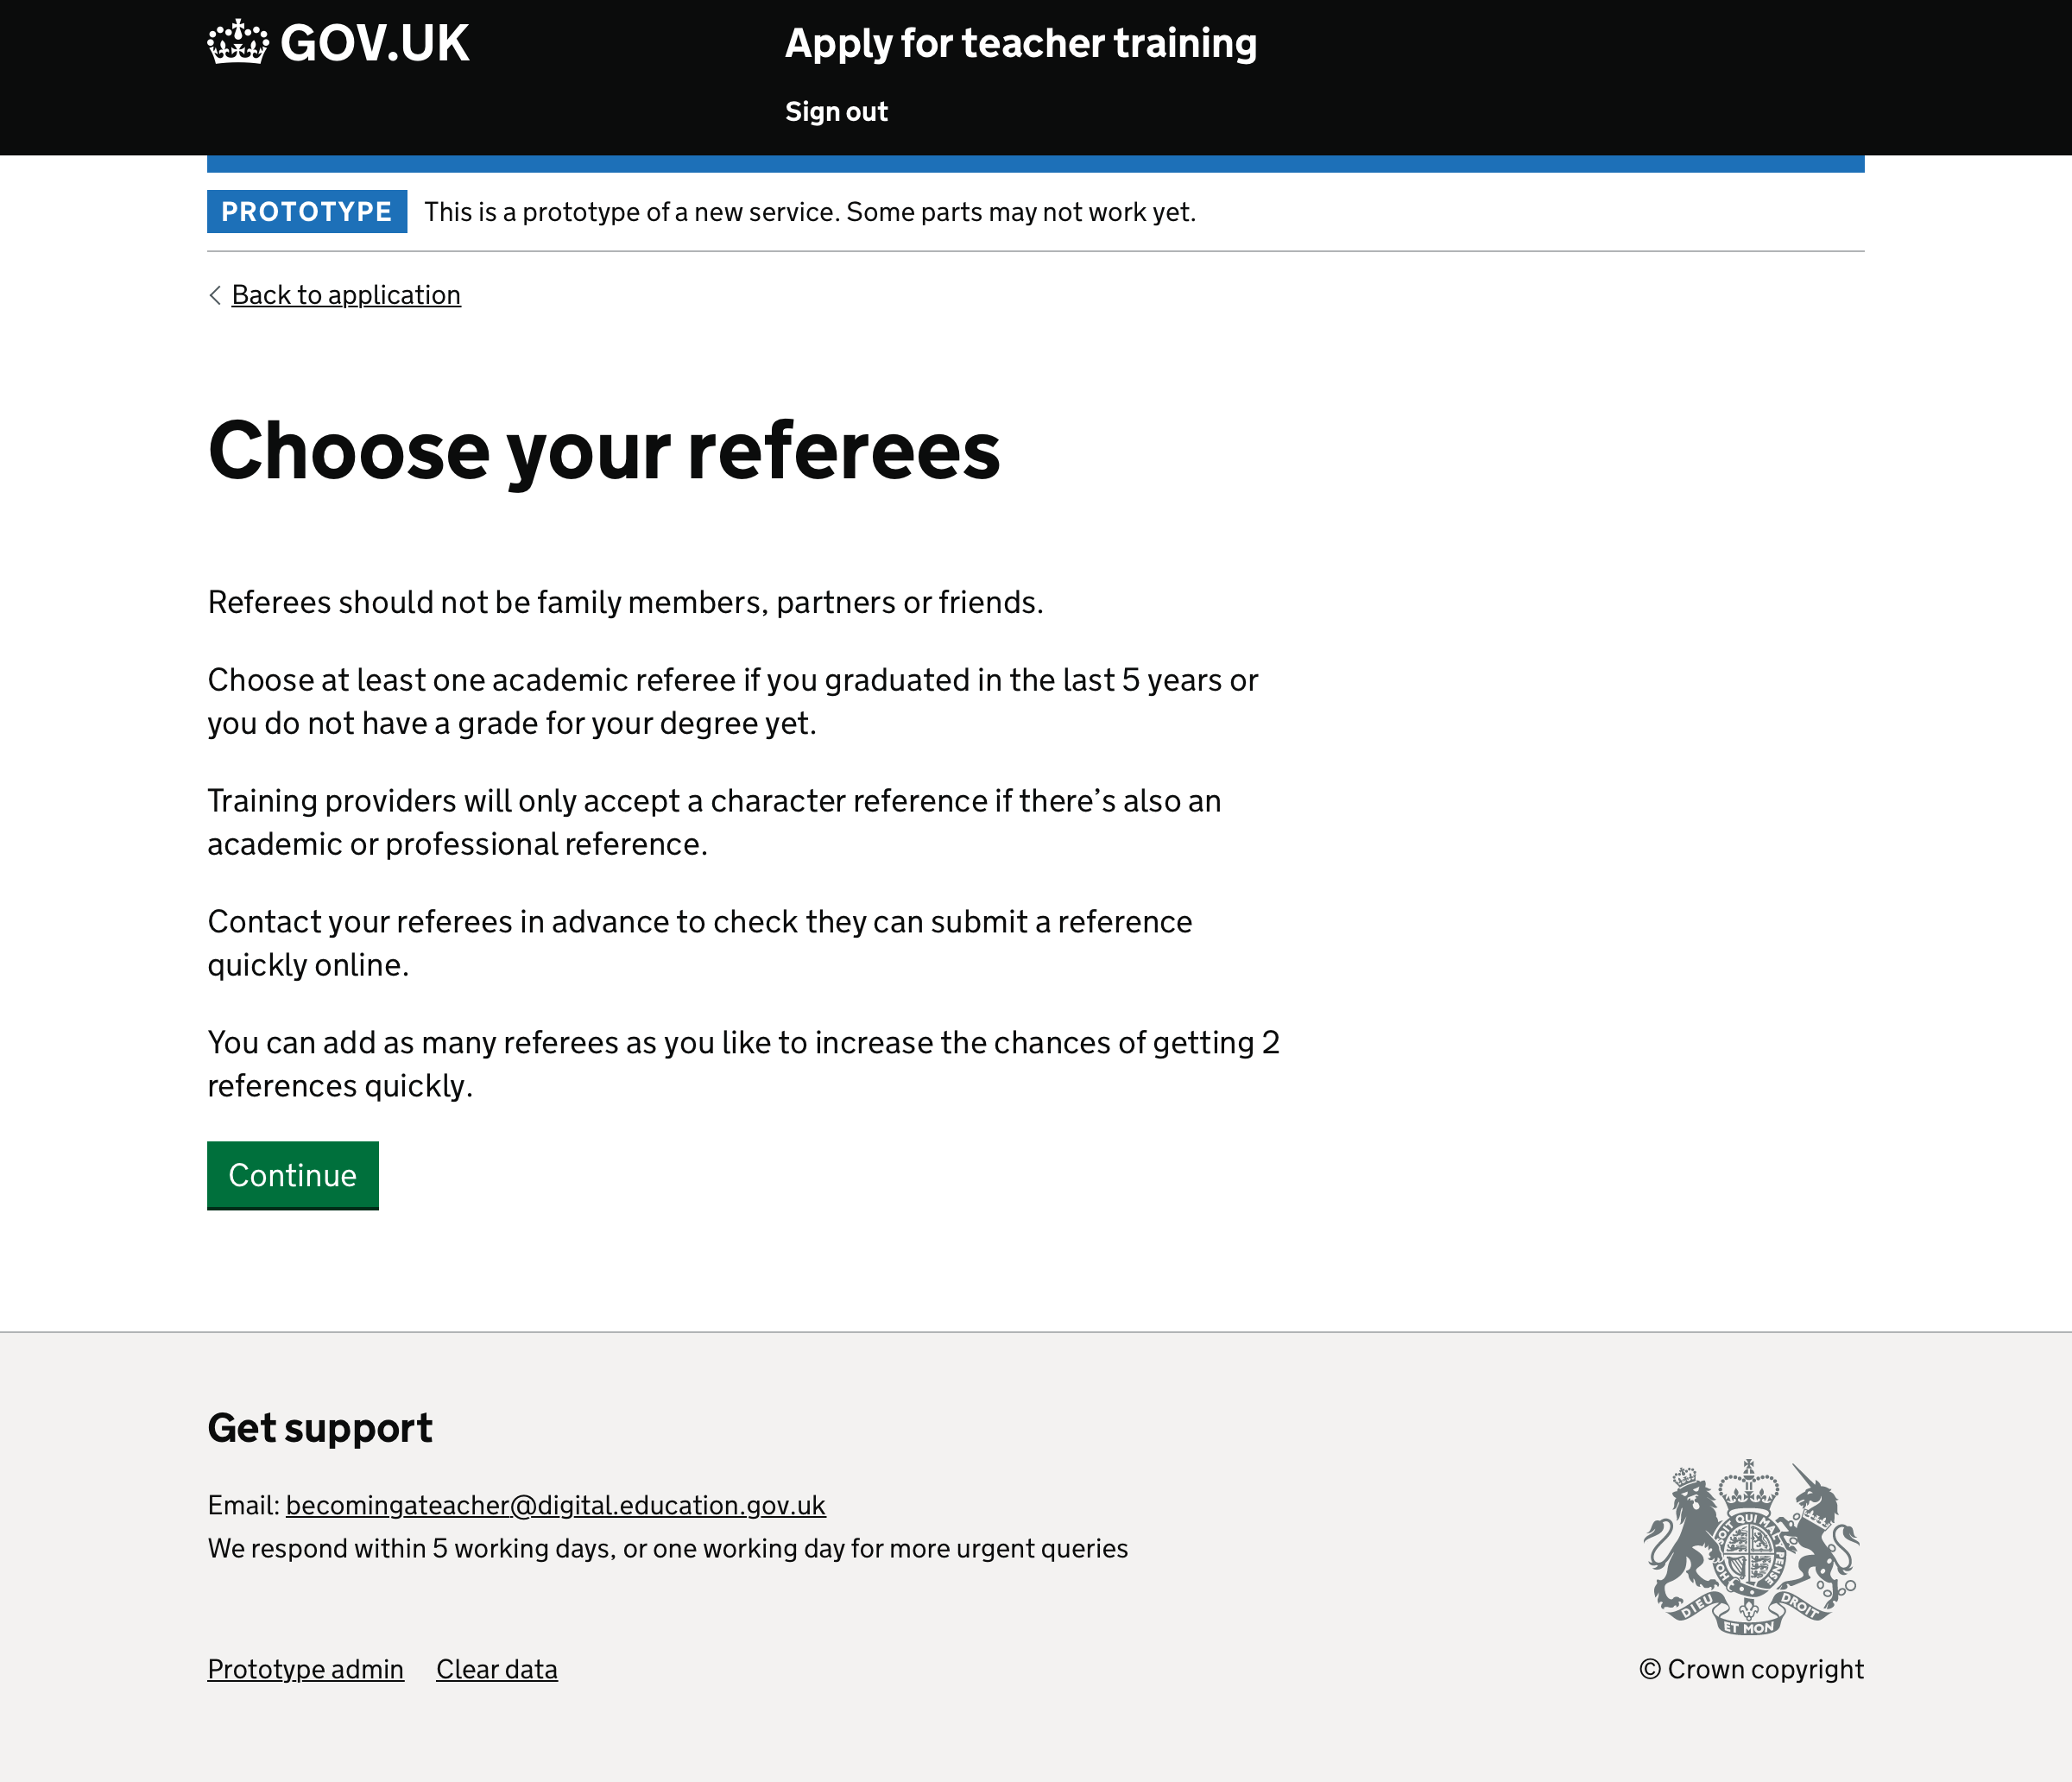 GOV.UK
Apply for teacher training
Sign out
PROTOTYPE This is a prototype of a new service. Some parts may not work yet.
Back to application
Choose your referees
Referees should not be family members, partners or friends.
Choose at least one academic referee if you graduated in the last 5 years or
you do not have a grade for your degree yet.
Training providers will only accept a character reference if there’s also an
academic or professional reference.
Contact your referees in advance to check they can submit a reference
quickly online.
You can add as many referees as you like to increase the chances of getting 2
references quickly.
Continue
Get support
Email: becomingateacher@digital.education.gov.uk
We respond within 5 working days, or one working day for more urgent queries
HONI SOIT QUI MAL Y PENSE
DIEU ET MON DROIT
Prototype admin Clear data
© Crown copyright